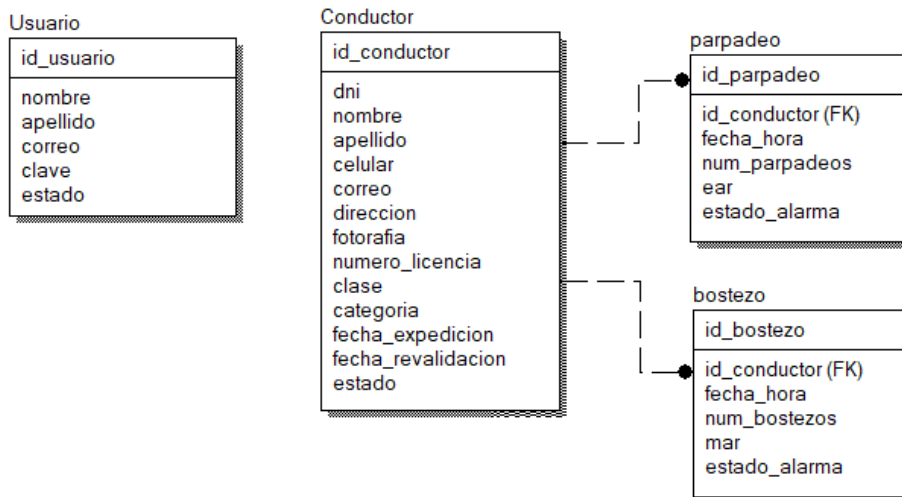 Usuario
id_usuario
nombre
apellido
correo
clave
estado
Conductor
id_conductor
dni
nombre
apellido
celular
correo
direccion
fotorafia
numero_licencia
clase
categoria
fecha_expedicion
fecha_revalidacion
estado
parpadeo
id_parpadeo
id_conductor (FK)
fecha_hora
num_parpadeos
ear
estado_alarma
bostezo
id_bostezo
id_conductor (FK)
fecha_hora
num_bostezos
mar
estado_alarma